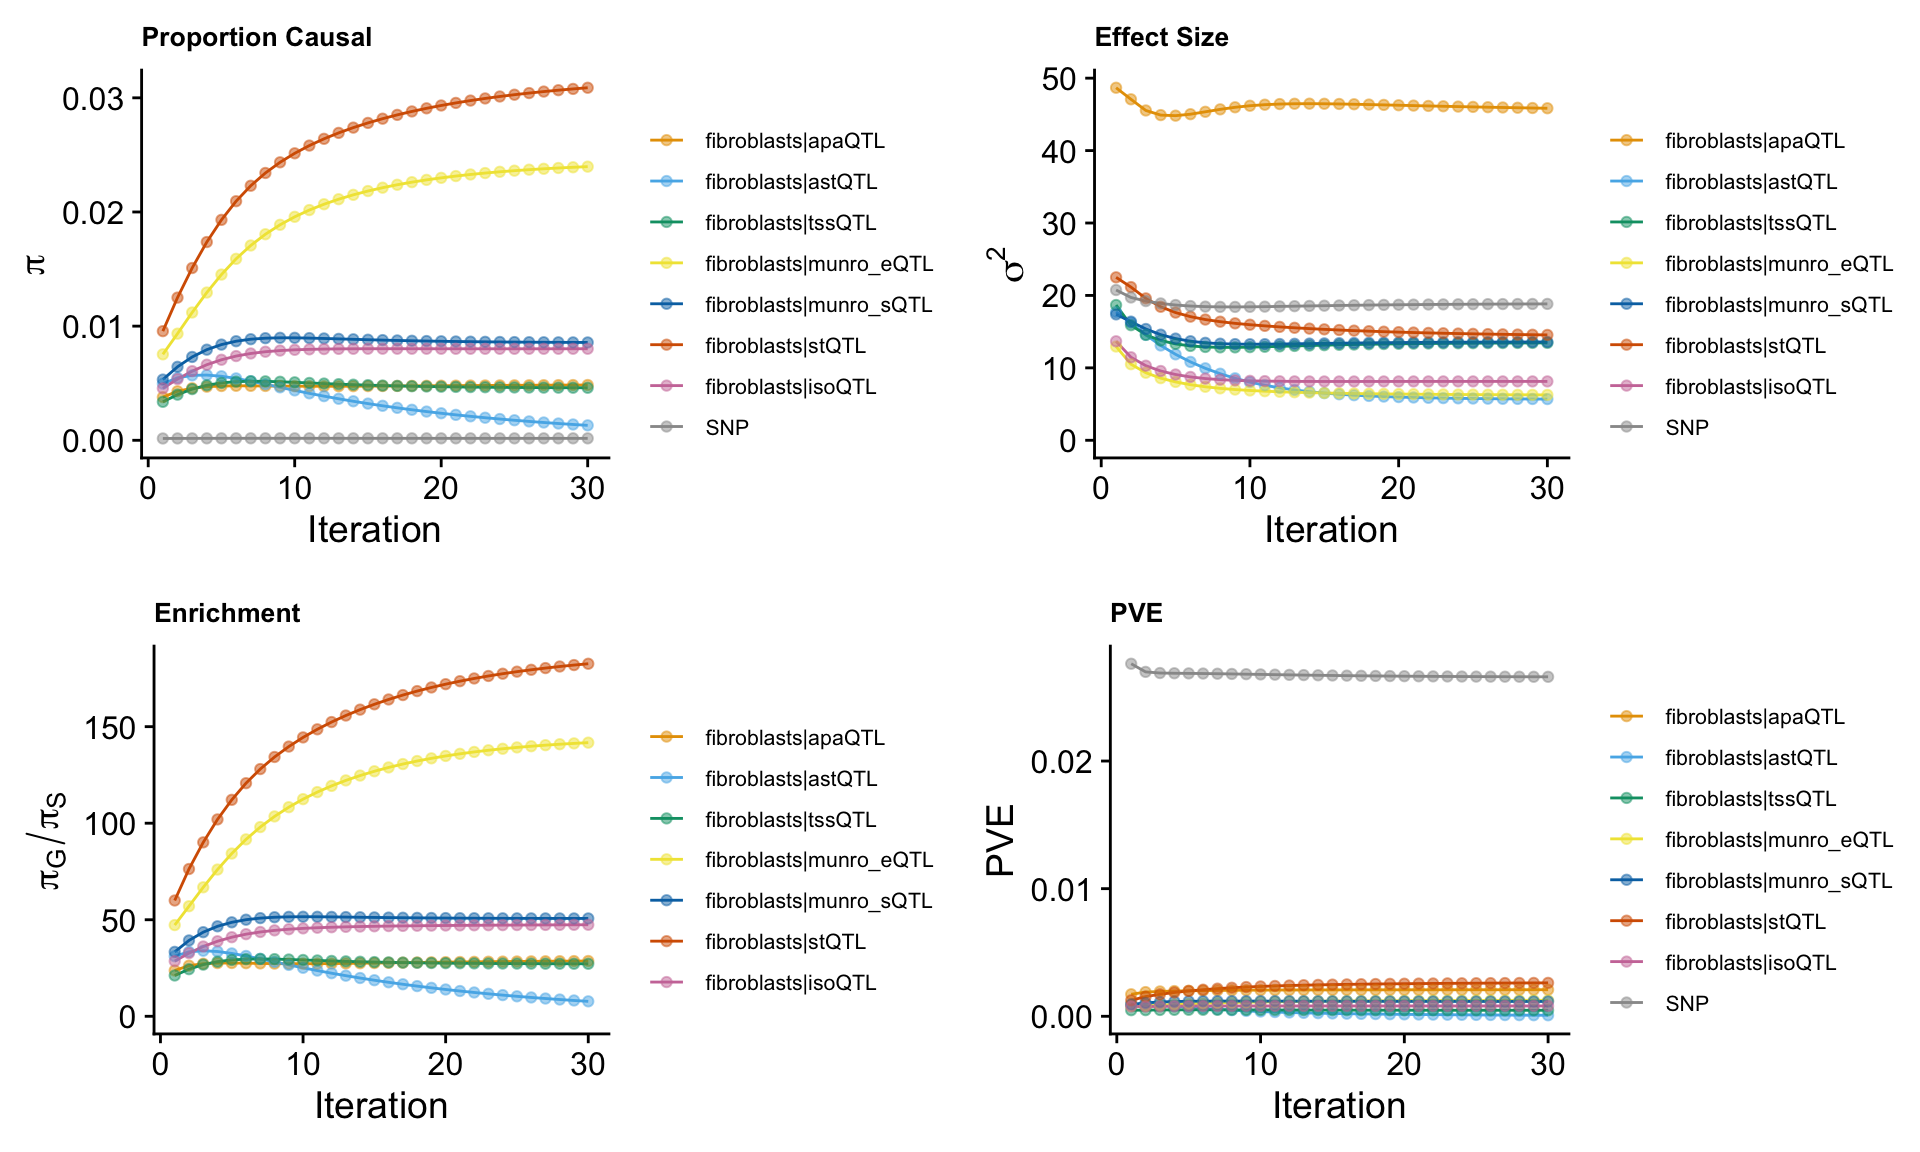 Proportion Causal
π
0.03
0.02
0.01
0.00
0 10 20 30
Iteration
fibroblasts|apaQTL
fibroblasts|astQTL
fibroblasts|tssQTL
fibroblasts|munro_eQTL
fibroblasts|munro_sQTL
fibroblasts|stQTL
fibroblasts|isoQTL
SNP
Effect Size
σ²
50
40
30
20
10
0
0 10 20 30
Iteration
fibroblasts|apaQTL
fibroblasts|astQTL
fibroblasts|tssQTL
fibroblasts|munro_eQTL
fibroblasts|munro_sQTL
fibroblasts|stQTL
fibroblasts|isoQTL
SNP
Enrichment
π_G/π_S
150
100
50
0
0 10 20 30
Iteration
fibroblasts|apaQTL
fibroblasts|astQTL
fibroblasts|tssQTL
fibroblasts|munro_eQTL
fibroblasts|munro_sQTL
fibroblasts|stQTL
fibroblasts|isoQTL
PVE
PVE
0.02
0.01
0.00
0 10 20 30
Iteration
fibroblasts|apaQTL
fibroblasts|astQTL
fibroblasts|tssQTL
fibroblasts|munro_eQTL
fibroblasts|munro_sQTL
fibroblasts|stQTL
fibroblasts|isoQTL
SNP